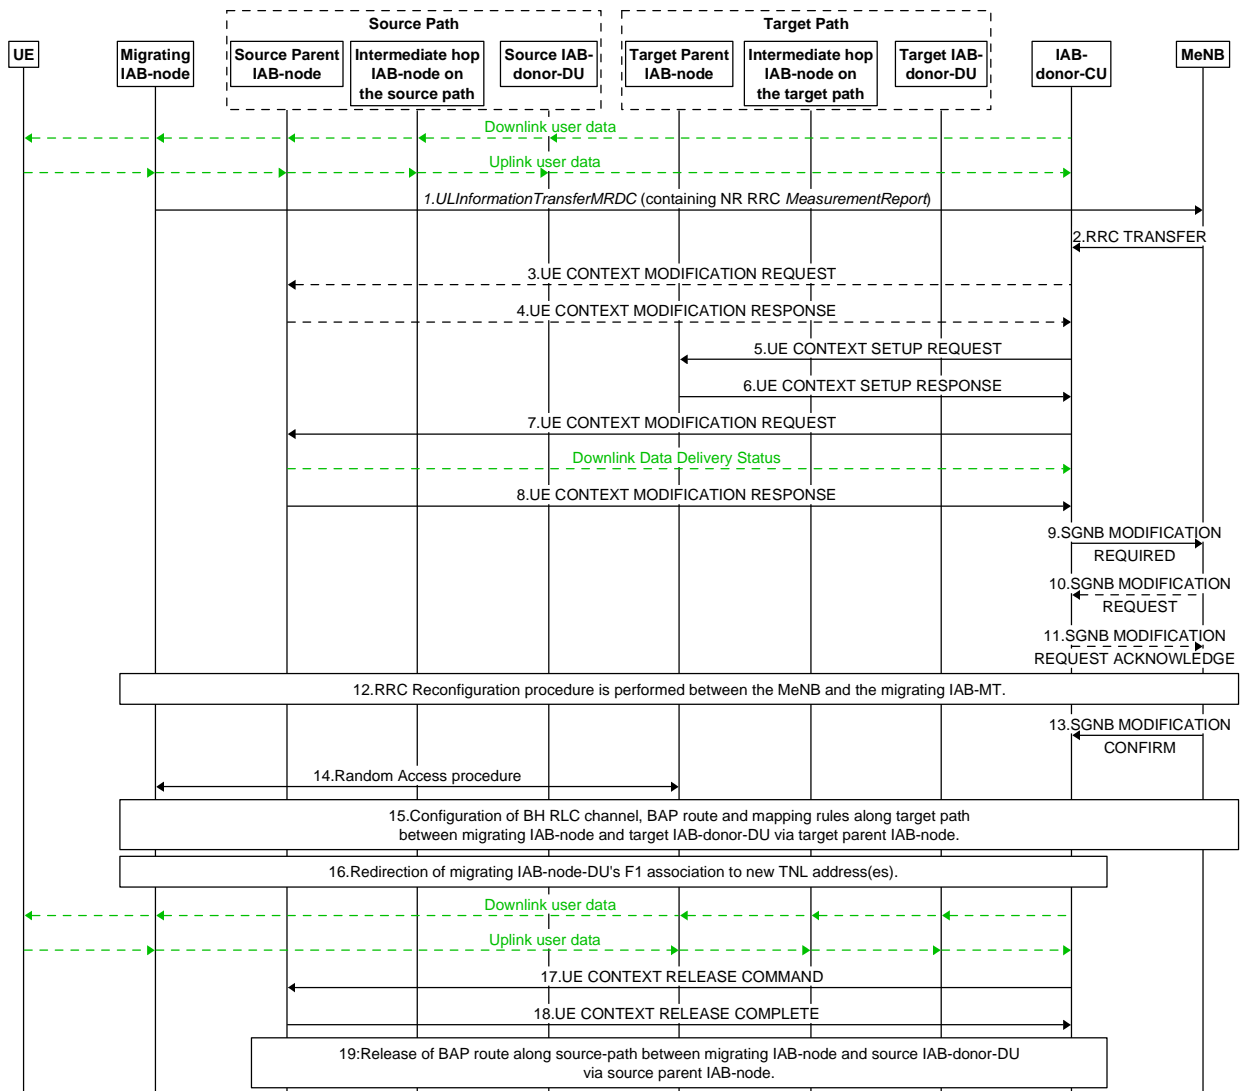 Source Path
Target Path
UE
Migrating
IAB-node
Source Parent
IAB-node
Intermediate hop
IAB-node on
the source path
Source IAB-
donor-DU
Target Parent
IAB-node
Intermediate hop
IAB-node on
the target path
Target IAB-
donor-DU
IAB-
donor-CU
MeNB
Downlink user data
Uplink user data
1.ULInformationTransferMRDC (containing NR RRC MeasurementReport)
2.RRC TRANSFER
3.UE CONTEXT MODIFICATION REQUEST
4.UE CONTEXT MODIFICATION RESPONSE
5.UE CONTEXT SETUP REQUEST
6.UE CONTEXT SETUP RESPONSE
7.UE CONTEXT MODIFICATION REQUEST
Downlink Data Delivery Status
8.UE CONTEXT MODIFICATION RESPONSE
9.SGNB MODIFICATION
REQUIRED
10.SGNB MODIFICATION
REQUEST
11.SGNB MODIFICATION
REQUEST ACKNOWLEDGE
12.RRC Reconfiguration procedure is performed between the MeNB and the migrating IAB-MT.
13.SGNB MODIFICATION
CONFIRM
14.Random Access procedure
15.Configuration of BH RLC channel, BAP route and mapping rules along target path
between migrating IAB-node and target IAB-donor-DU via target parent IAB-node.
16.Redirection of migrating IAB-node-DU's F1 association to new TNL address(es).
Downlink user data
Uplink user data
17.UE CONTEXT RELEASE COMMAND
18.UE CONTEXT RELEASE COMPLETE
19:Release of BAP route along source-path between migrating IAB-node and source IAB-donor-DU
via source parent IAB-node.